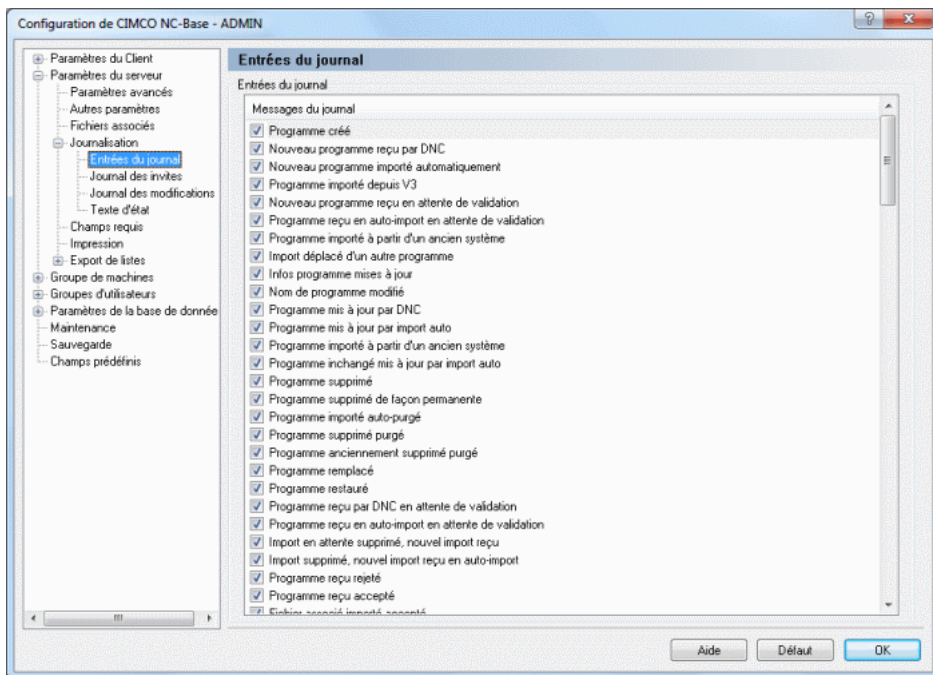 Configuration de CIMCO NC-Base - ADMIN
Paramètres du Client
Paramètres du serveur
Paramètres avancés
Autres paramètres
Fichiers associés
Journalisation
Entrées du journal
Journal des invites
Journal des modifications
Texte d'état
Champs requis
Impression
Export de listes
Groupe de machines
Groupes d'utilisateurs
Paramètres de la base de donnée
Maintenance
Sauvegarde
Champs prédéfinis
Entrées du journal
Entrées du journal
Messages du journal
Programme créé
Nouveau programme reçu par DNC
Nouveau programme importé automatiquement
Programme importé depuis V3
Nouveau programme reçu en attente de validation
Programme reçu en auto-import en attente de validation
Programme importé à partir d'un ancien système
Import déplacé d'un autre programme
Infos programme mises à jour
Nom de programme modifié
Programme mis à jour par DNC
Programme mis à jour par import auto
Programme importé à partir d'un ancien système
Programme inchangé mis à jour par import auto
Programme supprimé
Programme supprimé de façon permanente
Programme importé auto-purgé
Programme supprimé purgé
Programme anciennement supprimé purgé
Programme remplacé
Programme restauré
Programme reçu par DNC en attente de validation
Programme reçu en auto-import en attente de validation
Import en attente supprimé, nouvel import reçu
Import supprimé, nouvel import reçu en auto-import
Programme reçu rejeté
Programme reçu accepté
Fichier associé importé accepté
Aide
Défaut
OK